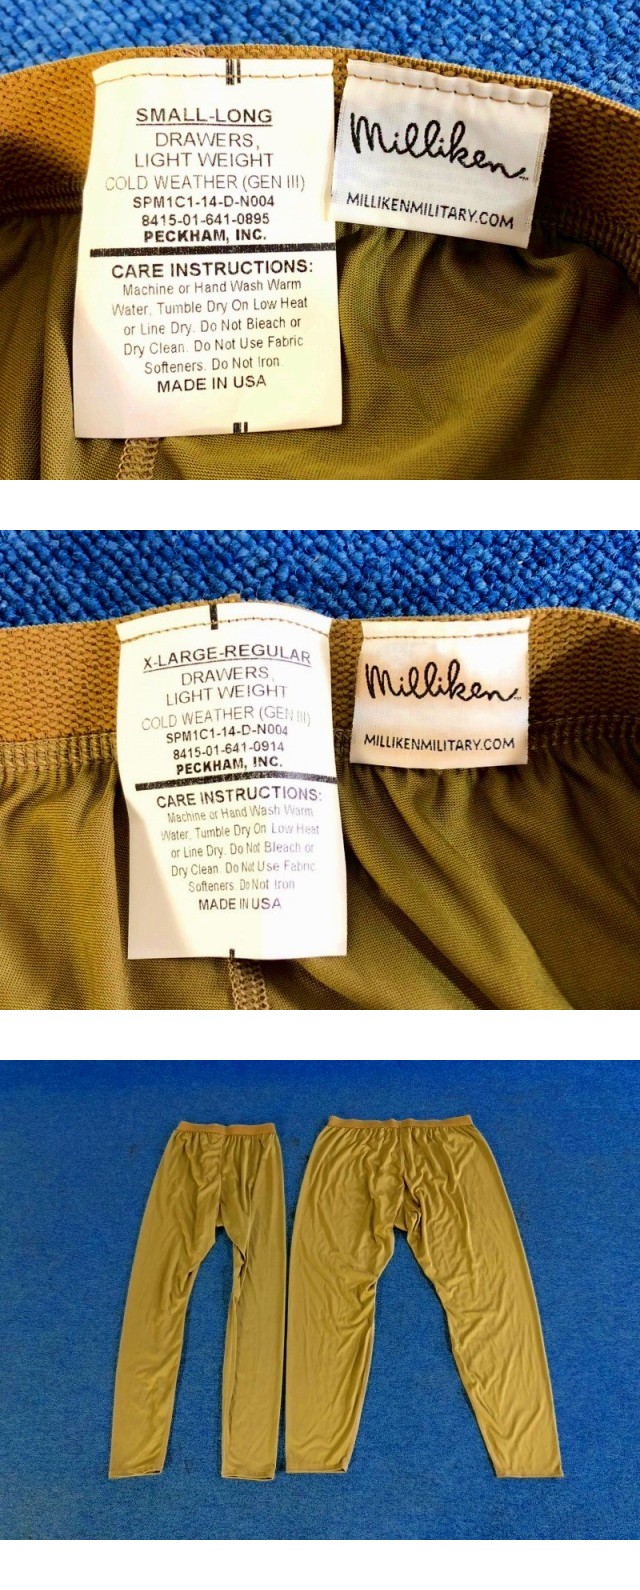 SMALL-LONG
DRAWERS,
LIGHT WEIGHT
COLD WEATHER (GEN III)
SPM1C1-14-D-N004
8415-01-641-0895
PECKHAM, INC.
CARE INSTRUCTIONS:
Machine or Hand Wash Warm
Water, Tumble Dry On Low Heat
or Line Dry. Do Not Bleach or
Dry Clean. Do Not Use Fabric
Softeners. Do Not Iron
MADE IN USA
Milliken
MILLIKENMILITARY.COM
X-LARGE-REGULAR
DRAWERS,
LIGHT WEIGHT
COLD WEATHER (GEN III)
SPM1C1-14-D-N004
8415-01-641-0914
PECKHAM, INC.
CARE INSTRUCTIONS:
Machine or Hand Wash Warm
Water, Tumble Dry On Low Heat
or Line Dry. Do Not Bleach or
Dry Clean. Do Not Use Fabric
Softeners. Do Not Iron
MADE IN USA
Milliken
MILLIKENMILITARY.COM